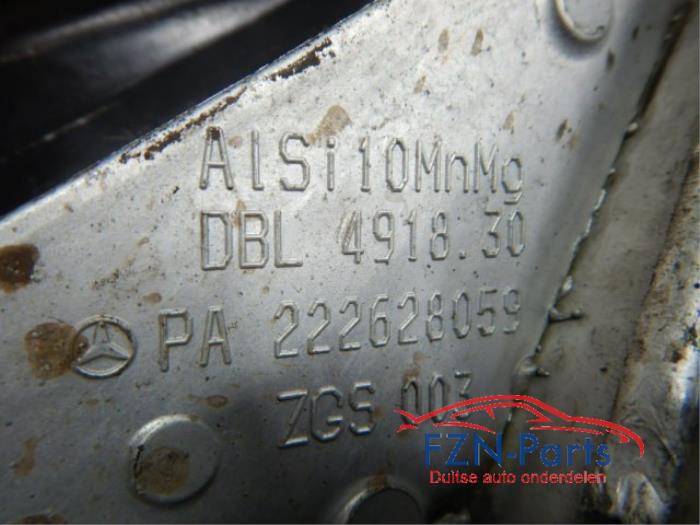 AlSi10MnMg
DBL 4918.30
PA 222628059
ZGS 003
FZN-Parts
Duitse auto onderdelen